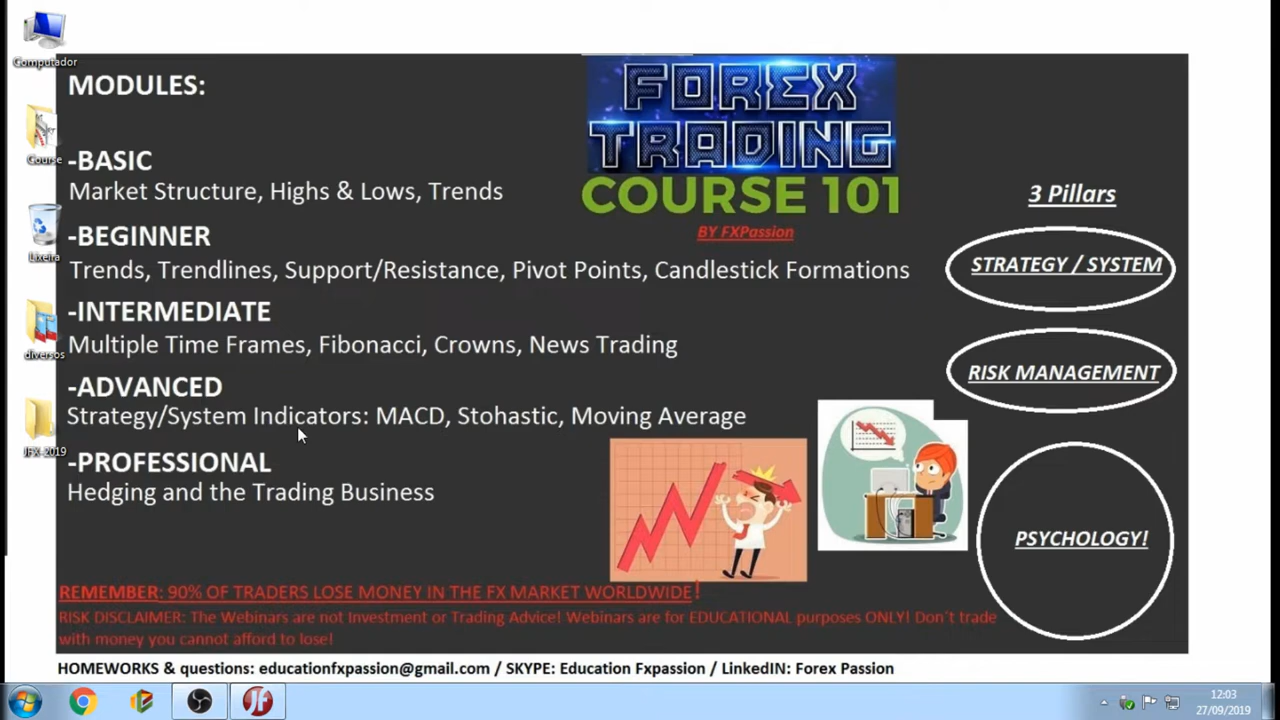 Computador
Course
Lixeira
diversos
JFX-2019
MODULES:
-BASIC
Market Structure, Highs & Lows, Trends
-BEGINNER
Trends, Trendlines, Support/Resistance, Pivot Points, Candlestick Formations
-INTERMEDIATE
Multiple Time Frames, Fibonacci, Crowns, News Trading
-ADVANCED
Strategy/System Indicators: MACD, Stohastic, Moving Average
-PROFESSIONAL
Hedging and the Trading Business
FOREX
TRADING
COURSE 101
BY FXPassion
3 Pillars
STRATEGY / SYSTEM
RISK MANAGEMENT
PSYCHOLOGY!
REMEMBER: 90% OF TRADERS LOSE MONEY IN THE FX MARKET WORLDWIDE!
RISK DISCLAIMER: The Webinars are not Investment or Trading Advice! Webinars are for EDUCATIONAL purposes ONLY! Don´t trade
with money you cannot afford to lose!
HOMEWORKS & questions: educationfxpassion@gmail.com / SKYPE: Education Fxpassion / LinkedIN: Forex Passion
12:03
27/09/2019